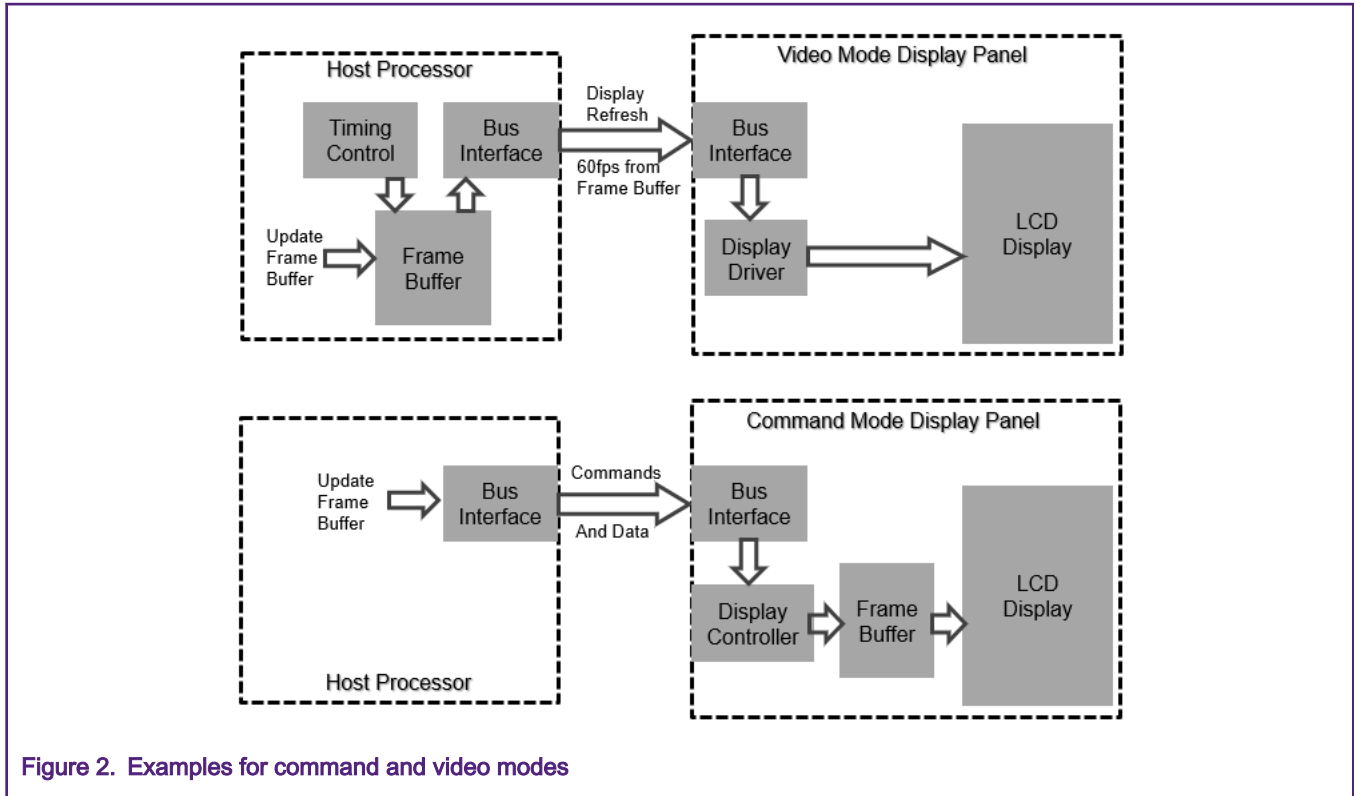 Host Processor
Timing
Control
Bus
Interface
Update
Frame
Buffer
Frame
Buffer
Display
Refresh
60fps from
Frame Buffer
Video Mode Display Panel
Bus
Interface
Display
Driver
LCD
Display
Update
Frame
Buffer
Bus
Interface
Host Processor
Commands
And Data
Command Mode Display Panel
Bus
Interface
Display
Controller
Frame
Buffer
LCD
Display
Figure 2. Examples for command and video modes